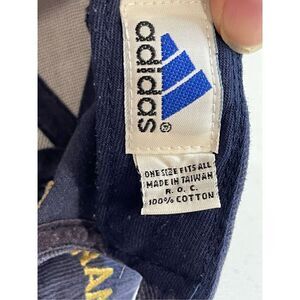 adidas
ONE SIZE FITS ALL
MADE IN TAIWAN
R. O. C.
100% COTTON